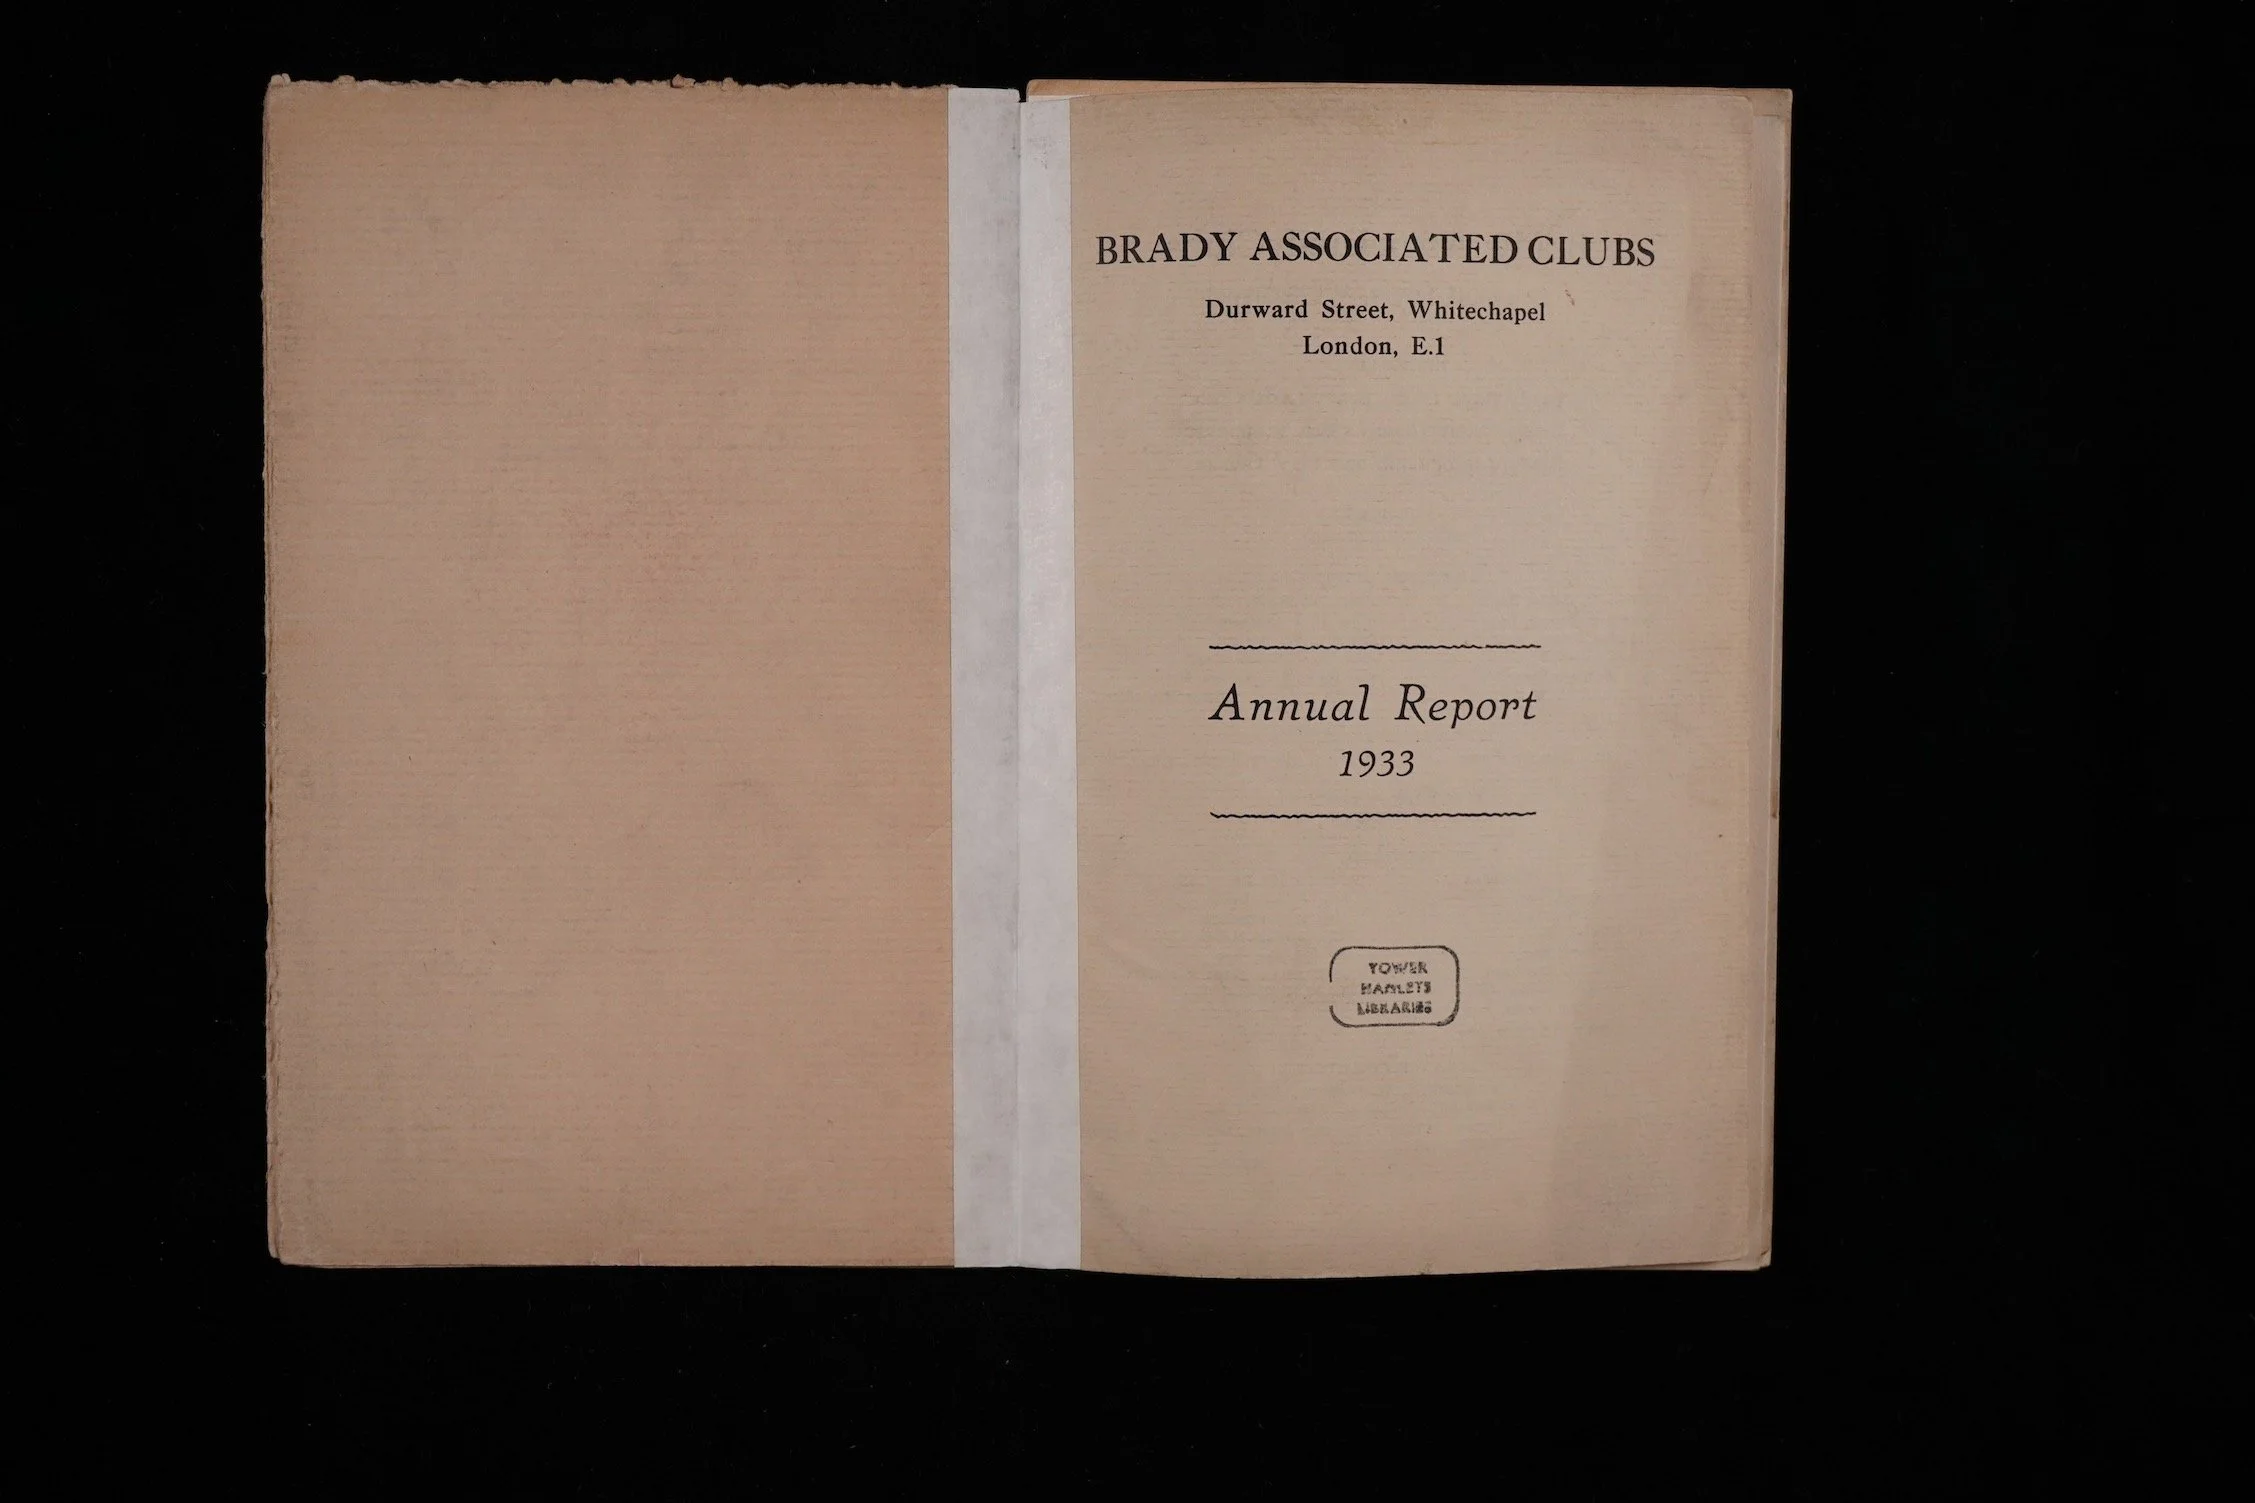 BRADY ASSOCIATED CLUBS
Durward Street, Whitechapel
London, E.1
Annual Report
1933
TOWER
HAMLETS
LIBRARIES